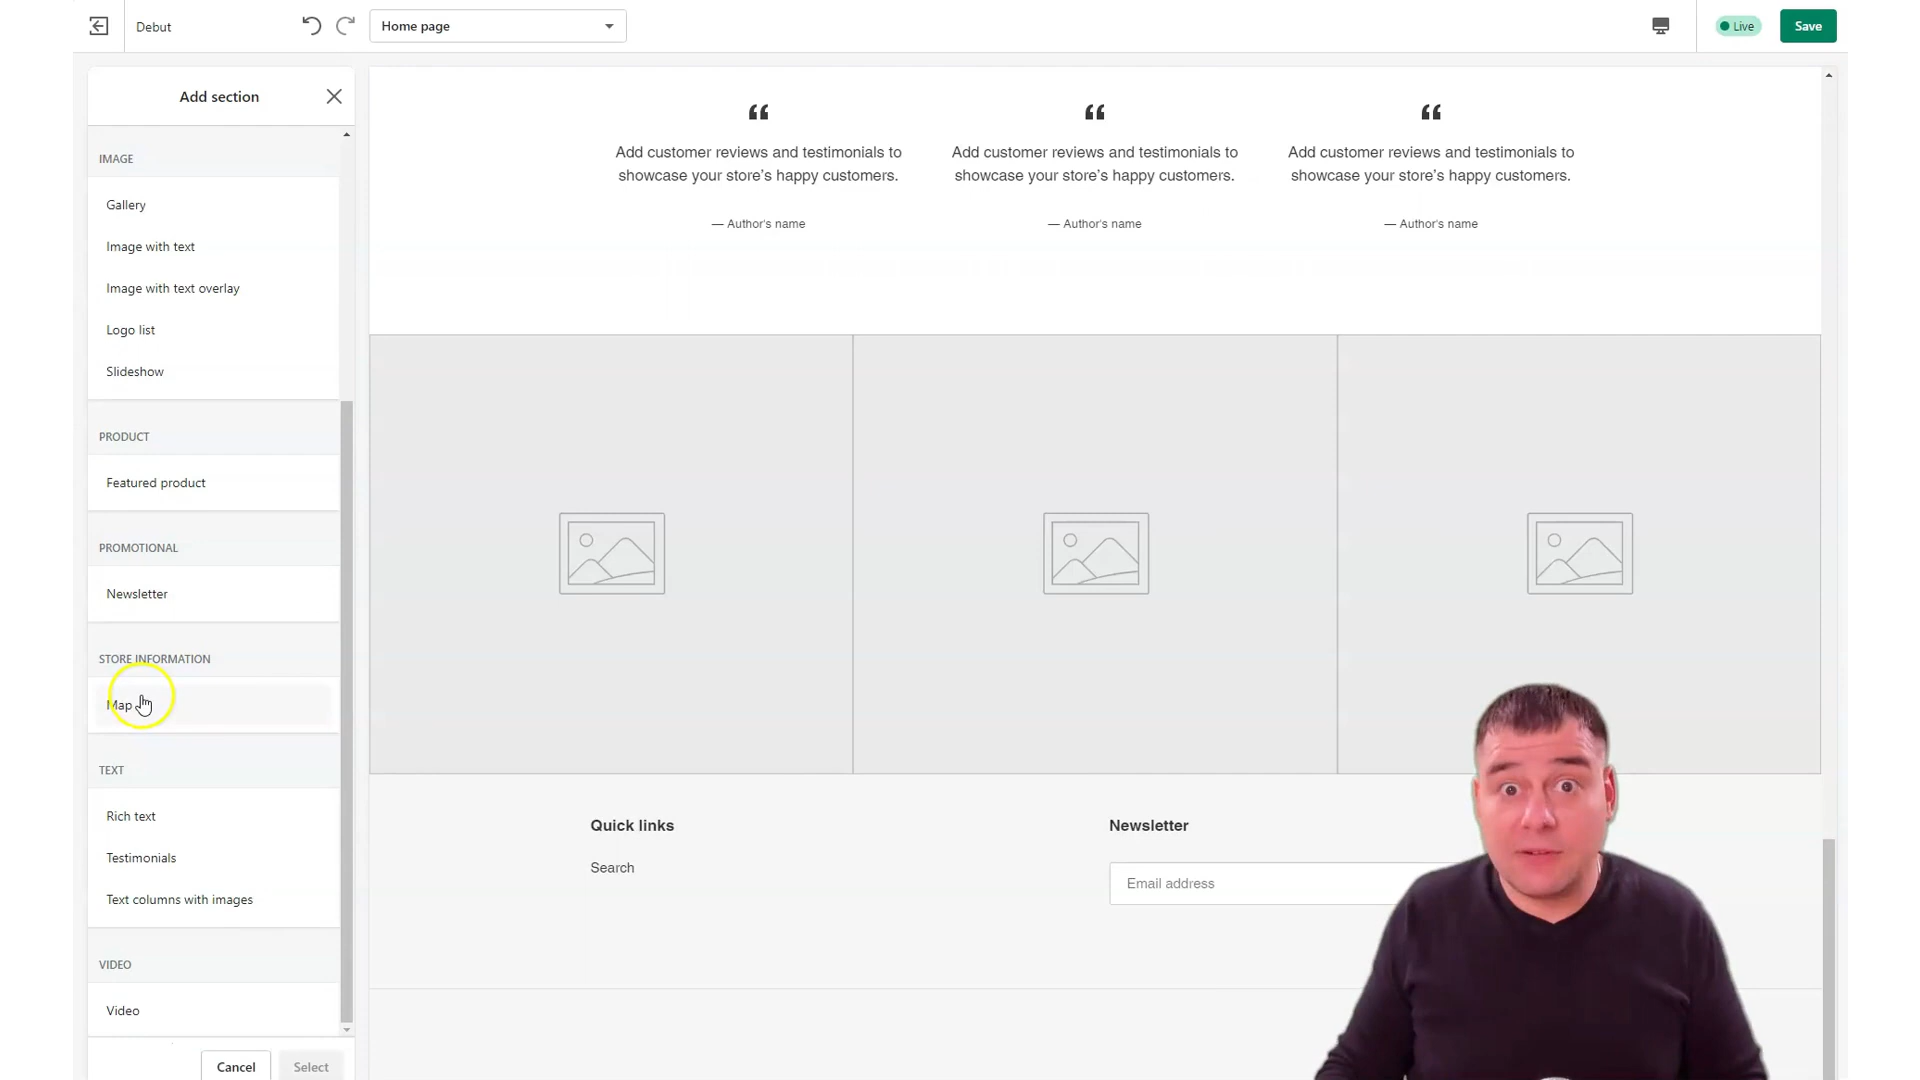 Debut
Home page
Live
Save
Add section
IMAGE
Gallery
Image with text
Image with text overlay
Logo list
Slideshow
PRODUCT
Featured product
PROMOTIONAL
Newsletter
STORE INFORMATION
Map
TEXT
Rich text
Testimonials
Text columns with images
VIDEO
Video
Cancel
Select
“
Add customer reviews and testimonials to
showcase your store’s happy customers.
— Author's name
“
Add customer reviews and testimonials to
showcase your store’s happy customers.
— Author's name
“
Add customer reviews and testimonials to
showcase your store’s happy customers.
— Author's name
Quick links
Search
Newsletter
Email address